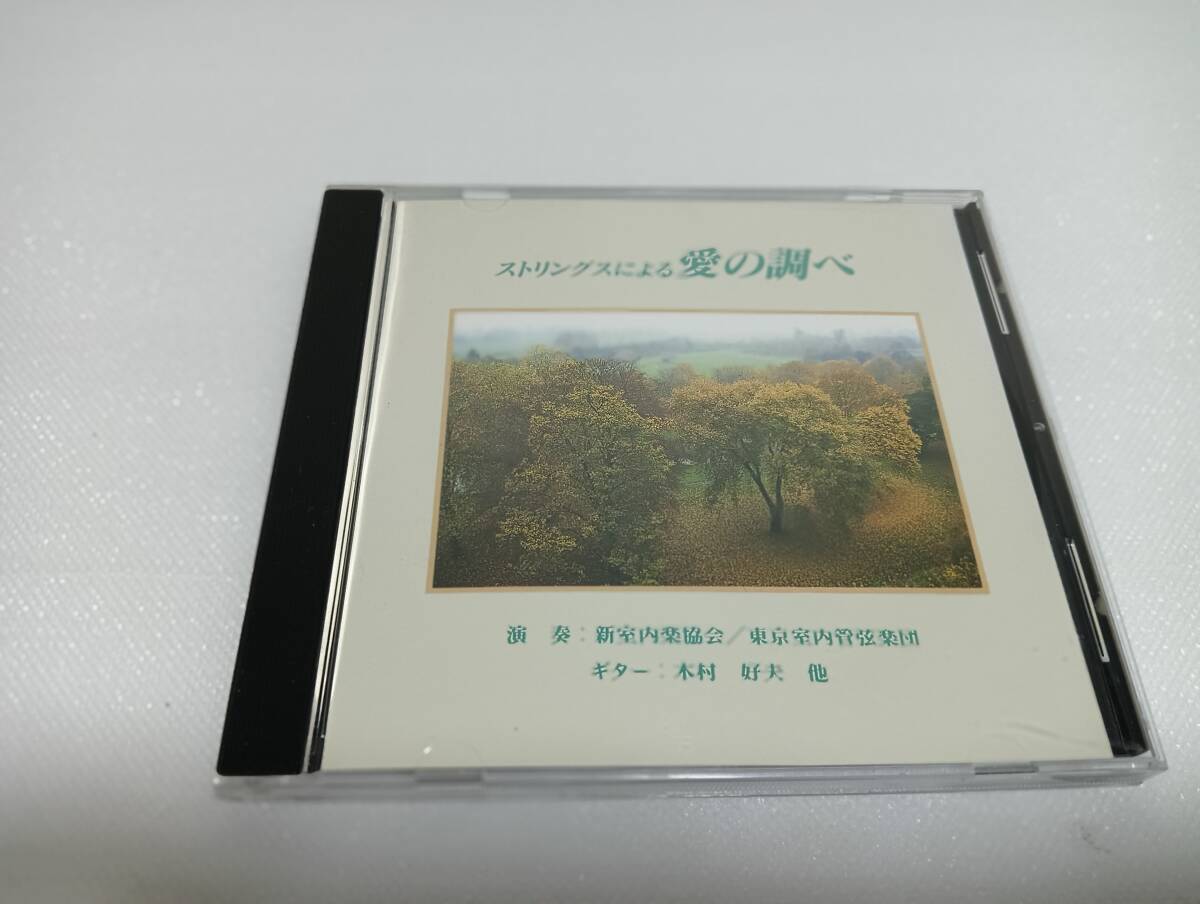 ストリングスによる愛の調べ
演　奏：新室内楽協会／東京室内管弦楽団
ギター：木村　好夫　他